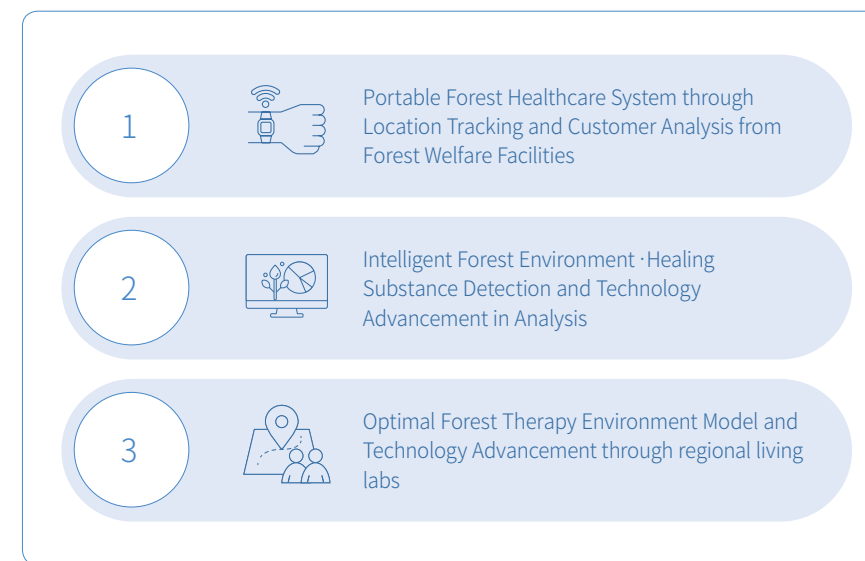 1
Portable Forest Healthcare System through
Location Tracking and Customer Analysis from
Forest Welfare Facilities
2
Intelligent Forest Environment ·Healing
Substance Detection and Technology
Advancement in Analysis
3
Optimal Forest Therapy Environment Model and
Technology Advancement through regional living
labs